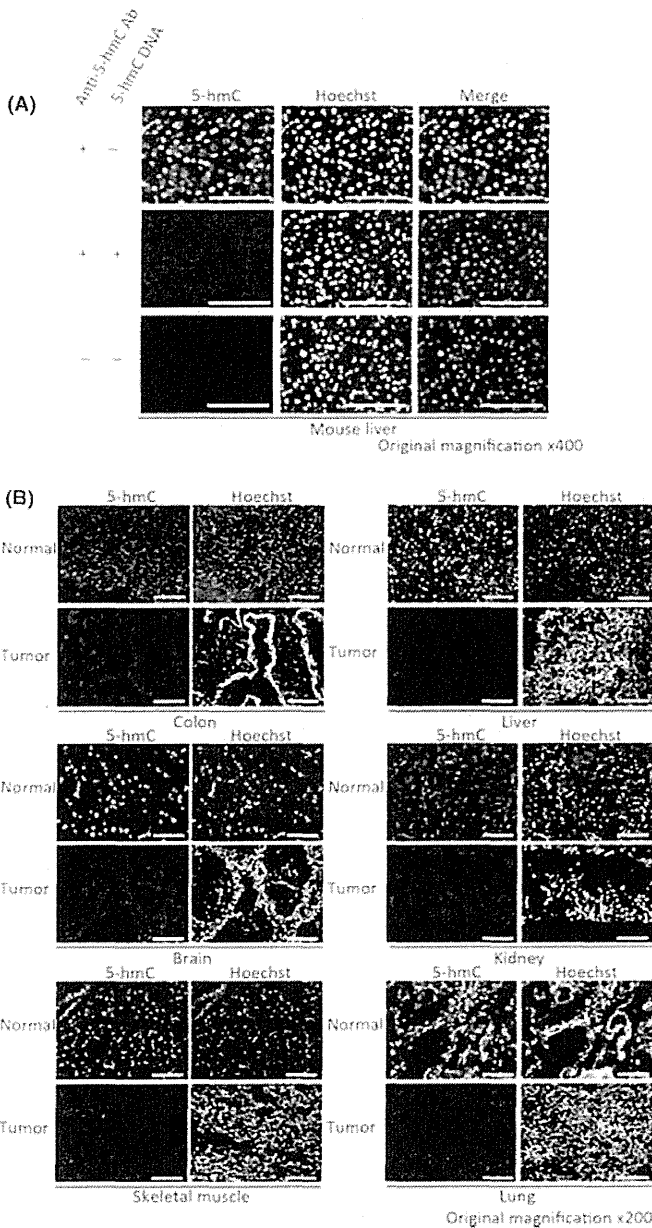 Anti-5-hmC Ab
5-hmC DNA
(A)
5-hmC Hoechst Merge
+ −
+ +
− −
Mouse liver
Original magnification x400
(B)
5-hmC Hoechst 5-hmC Hoechst
Normal Normal
Tumor Tumor
Colon Liver
5-hmC Hoechst 5-hmC Hoechst
Normal Normal
Tumor Tumor
Brain Kidney
5-hmC Hoechst 5-hmC Hoechst
Normal Normal
Tumor Tumor
Skeletal muscle Lung
Original magnification x200